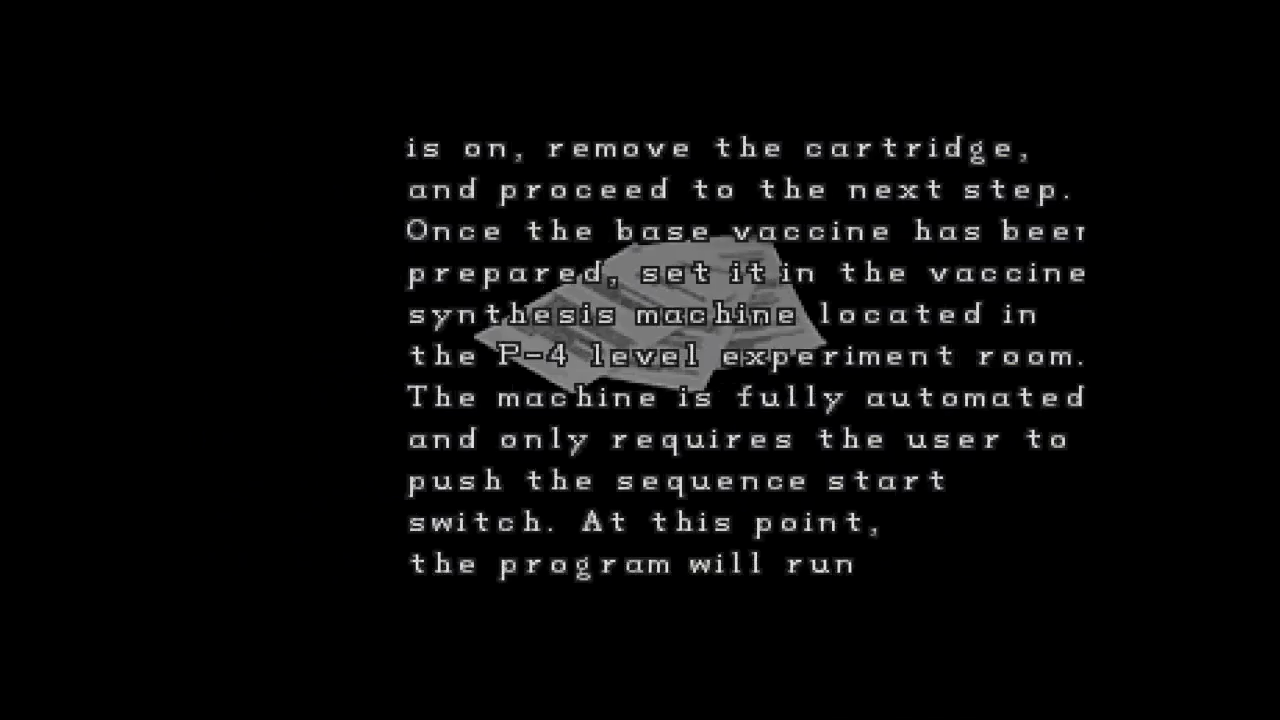 is on, remove the cartridge,
and proceed to the next step.
Once the base vaccine has been
prepared, set it in the vaccine
synthesis machine located in
the P-4 level experiment room.
The machine is fully automated
and only requires the user to
push the sequence start
switch. At this point,
the program will run